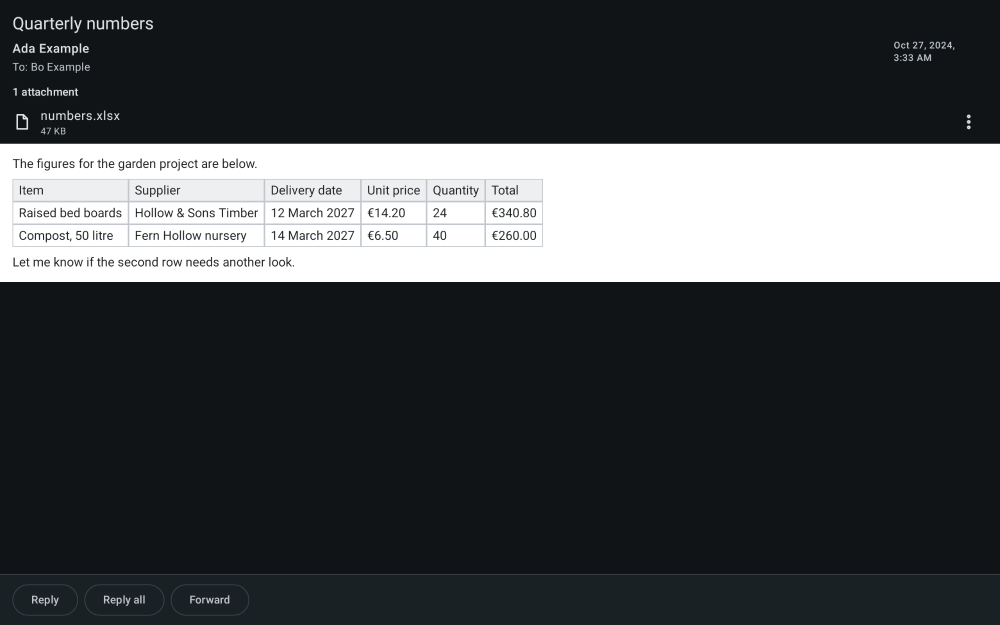 Quarterly numbers
Ada Example
Oct 27, 2024,
3:33 AM
To: Bo Example
1 attachment
numbers.xlsx
47 KB
The figures for the garden project are below.
Item Supplier Delivery date Unit price Quantity Total
Raised bed boards Hollow & Sons Timber 12 March 2027 €14.20 24 €340.80
Compost, 50 litre Fern Hollow nursery 14 March 2027 €6.50 40 €260.00
Let me know if the second row needs another look.
Reply Reply all Forward